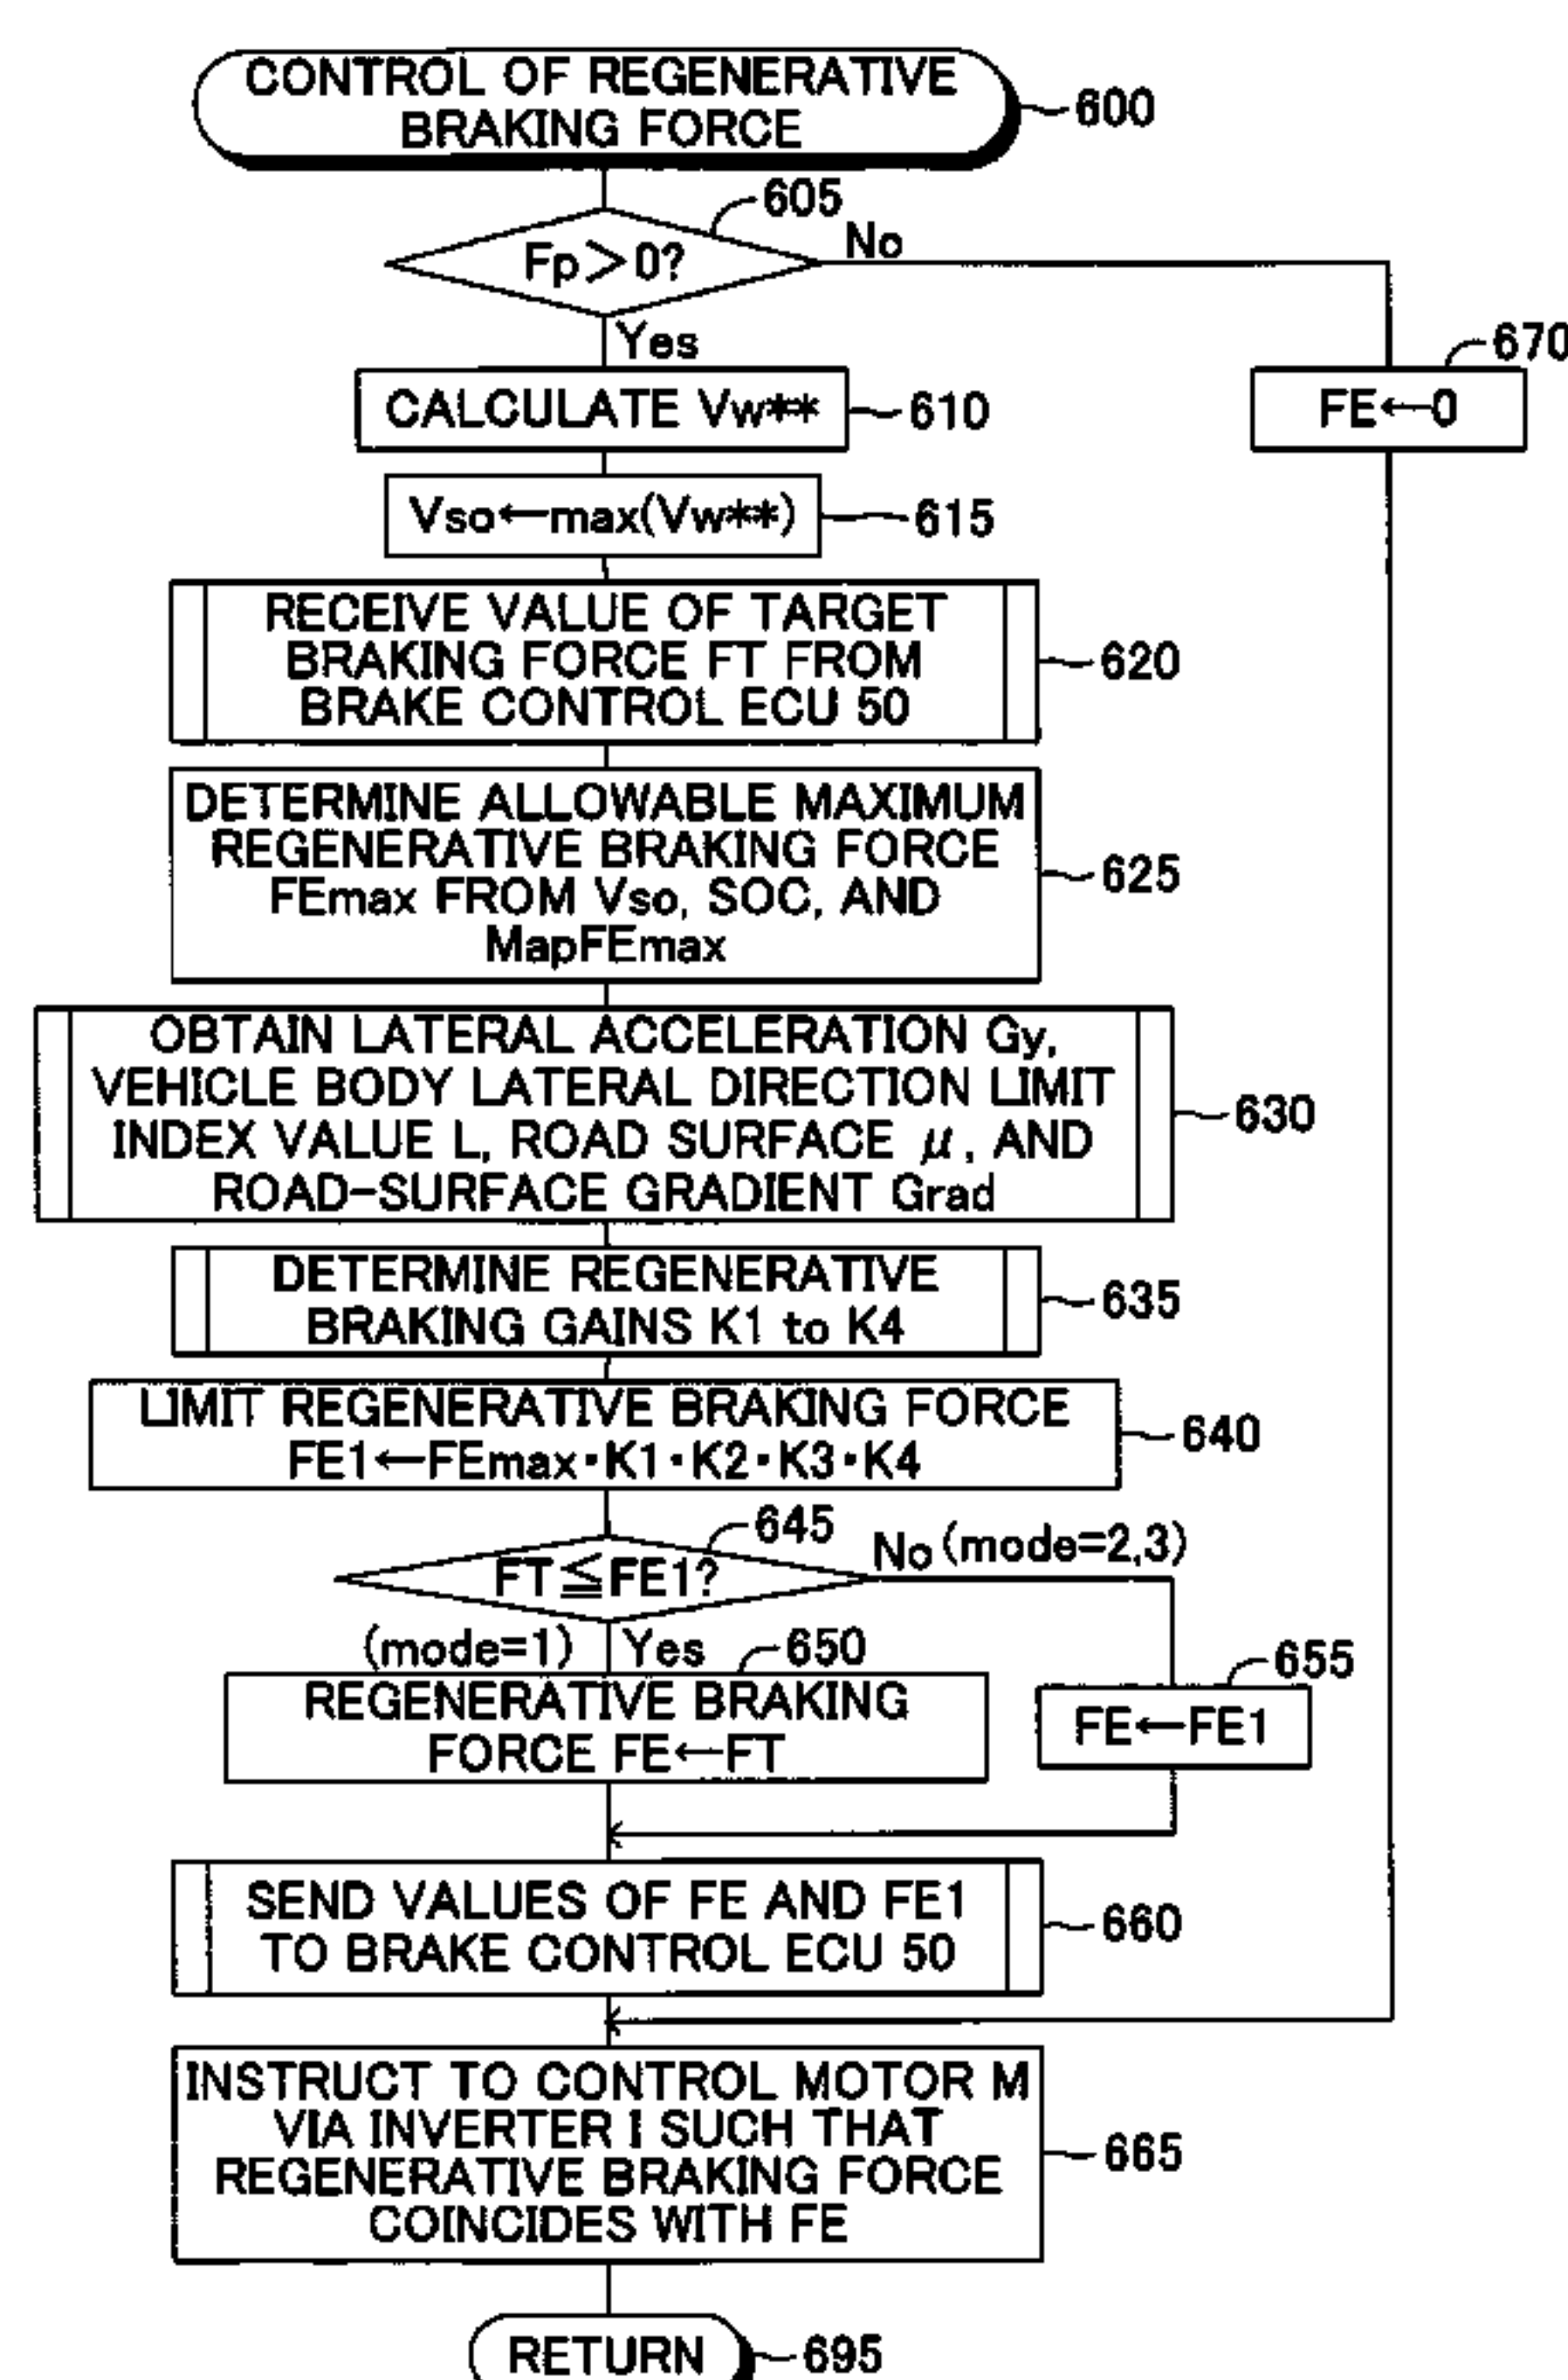 CONTROL OF REGENERATIVE
BRAKING FORCE
600
605
Fp>0?
No
Yes
670
FE←0
CALCULATE Vw**
610
Vso←max(Vw**)
615
RECEIVE VALUE OF TARGET
BRAKING FORCE FT FROM
BRAKE CONTROL ECU 50
620
DETERMINE ALLOWABLE MAXIMUM
REGENERATIVE BRAKING FORCE
FEmax FROM Vso, SOC, AND
MapFEmax
625
OBTAIN LATERAL ACCELERATION Gy,
VEHICLE BODY LATERAL DIRECTION LIMIT
INDEX VALUE L, ROAD SURFACE μ, AND
ROAD-SURFACE GRADIENT Grad
630
DETERMINE REGENERATIVE
BRAKING GAINS K1 to K4
635
LIMIT REGENERATIVE BRAKING FORCE
FE1←FEmax・K1・K2・K3・K4
640
645
FT≦FE1?
No (mode=2,3)
(mode=1) Yes
650
REGENERATIVE BRAKING
FORCE FE←FT
655
FE←FE1
SEND VALUES OF FE AND FE1
TO BRAKE CONTROL ECU 50
660
INSTRUCT TO CONTROL MOTOR M
VIA INVERTER I SUCH THAT
REGENERATIVE BRAKING FORCE
COINCIDES WITH FE
665
RETURN
695